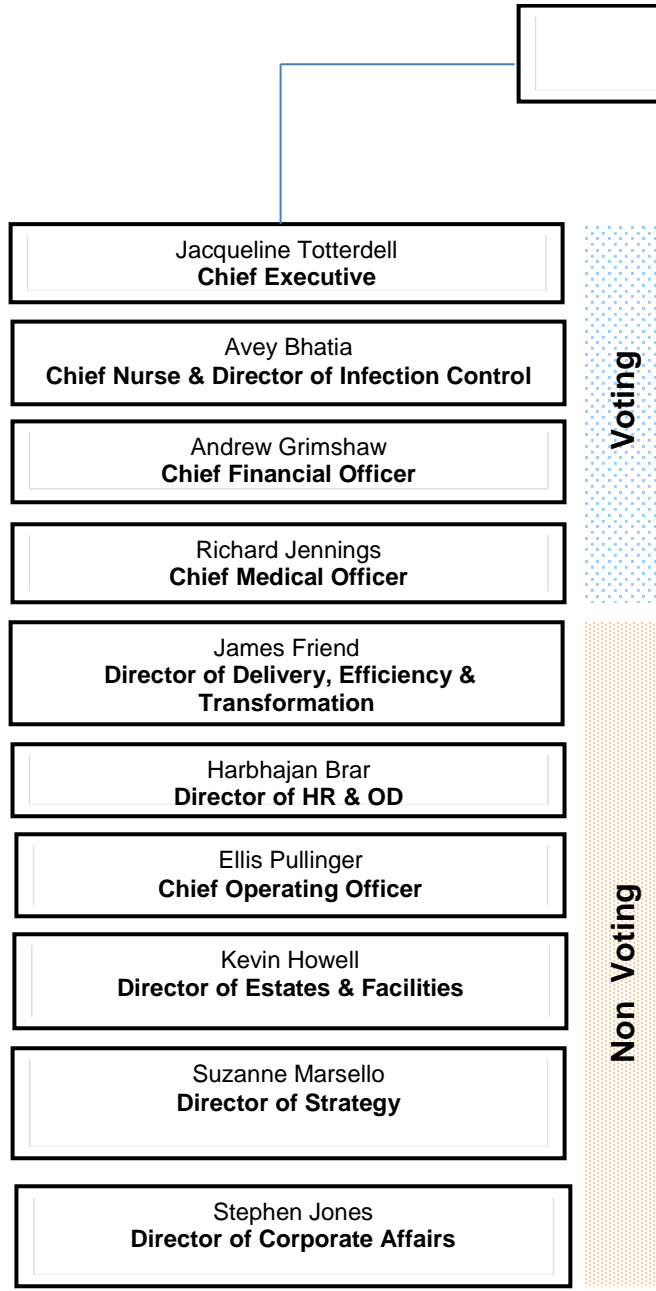 Jacqueline Totterdell
Chief Executive
Avey Bhatia
Chief Nurse & Director of Infection Control
Andrew Grimshaw
Chief Financial Officer
Richard Jennings
Chief Medical Officer
Voting
James Friend
Director of Delivery, Efficiency &
Transformation
Harbhajan Brar
Director of HR & OD
Ellis Pullinger
Chief Operating Officer
Kevin Howell
Director of Estates & Facilities
Suzanne Marsello
Director of Strategy
Stephen Jones
Director of Corporate Affairs
Non Voting